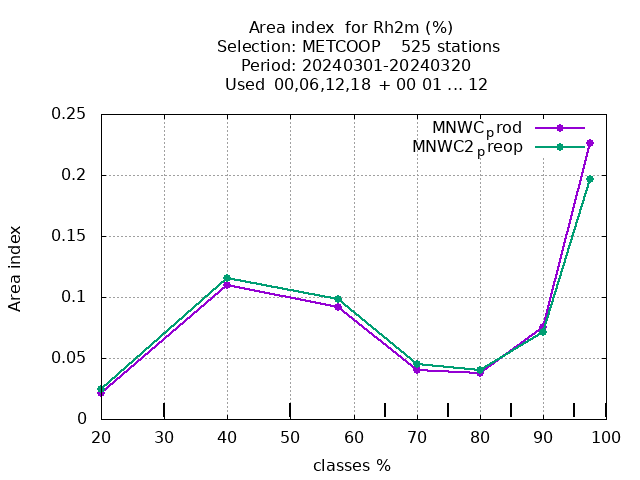 Area index for Rh2m (%)
Selection: METCOOP 525 stations
Period: 20240301-20240320
Used 00,06,12,18 + 00 01 ... 12
MNWCprod
MNWC2preop
0.25
0.2
0.15
0.1
0.05
0
Area index
20 30 40 50 60 70 80 90 100
classes %